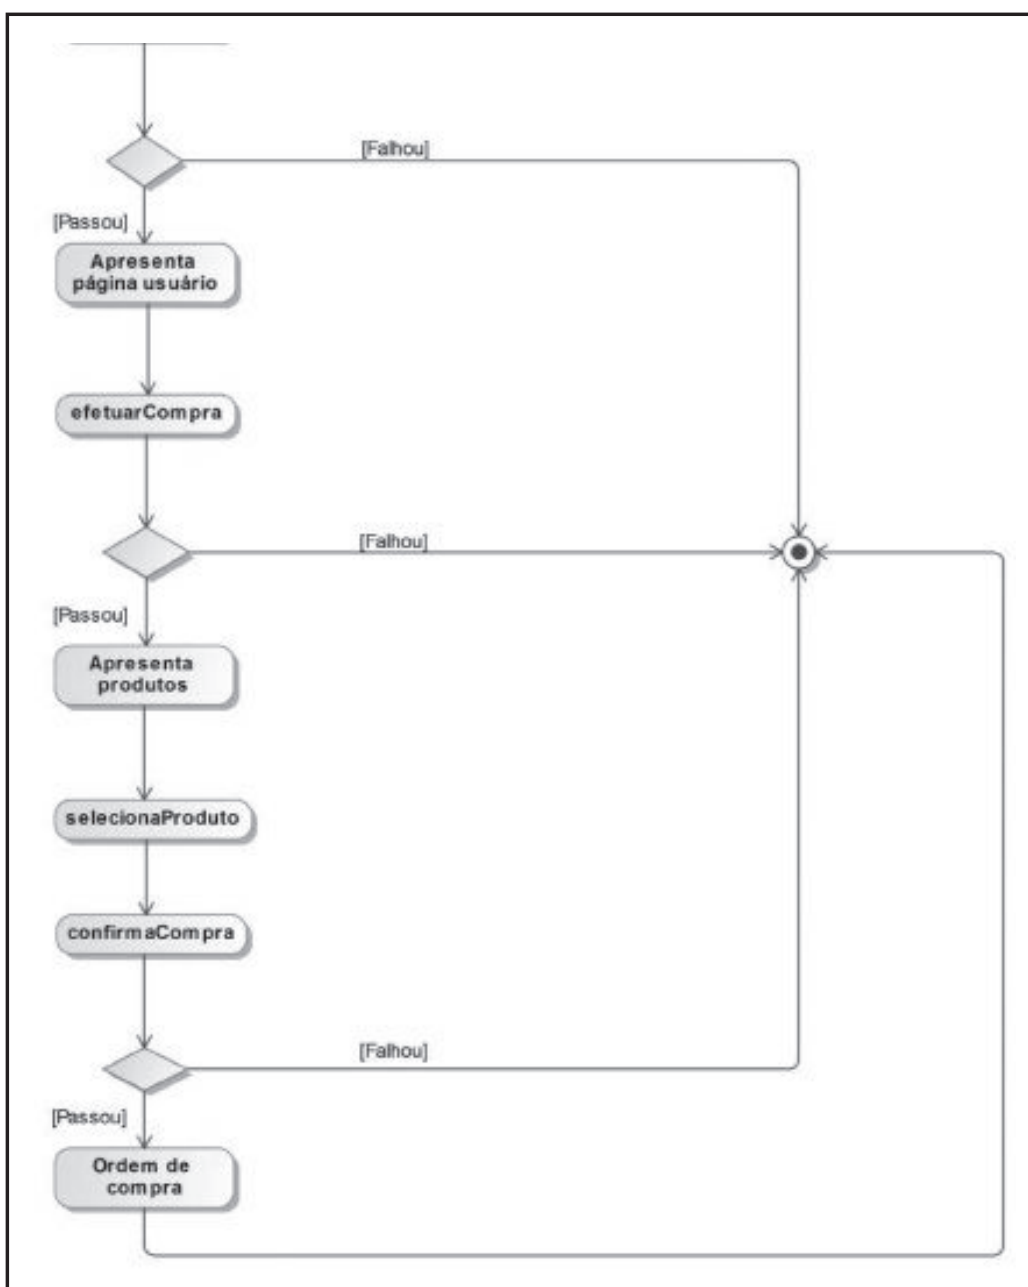 [Falhou]
[Passou]
Apresenta
página usuário
efetuarCompra
[Falhou]
[Passou]
Apresenta
produtos
selecionaProduto
confirmaCompra
[Falhou]
[Passou]
Ordem de
compra